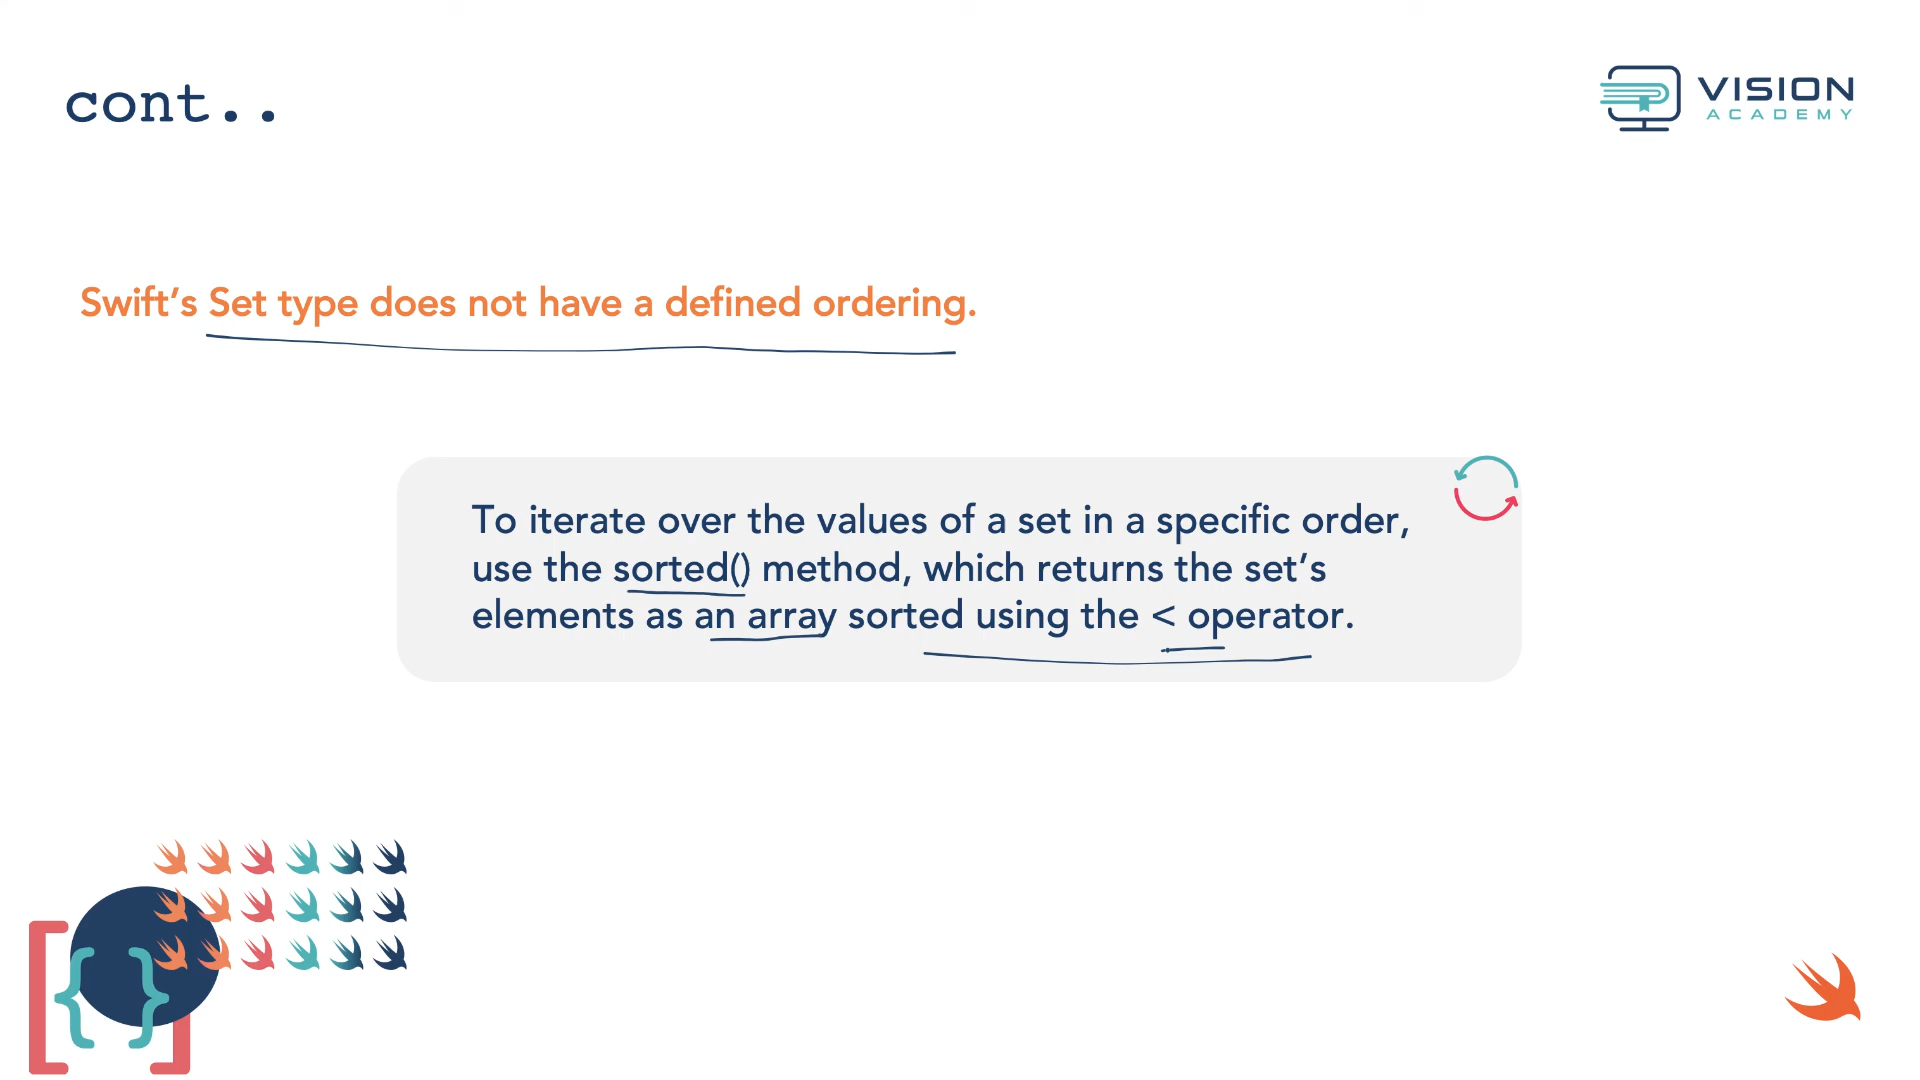 cont..
VISION
ACADEMY
Swift’s Set type does not have a defined ordering.
To iterate over the values of a set in a specific order,
use the sorted() method, which returns the set’s
elements as an array sorted using the < operator.
[{ }]